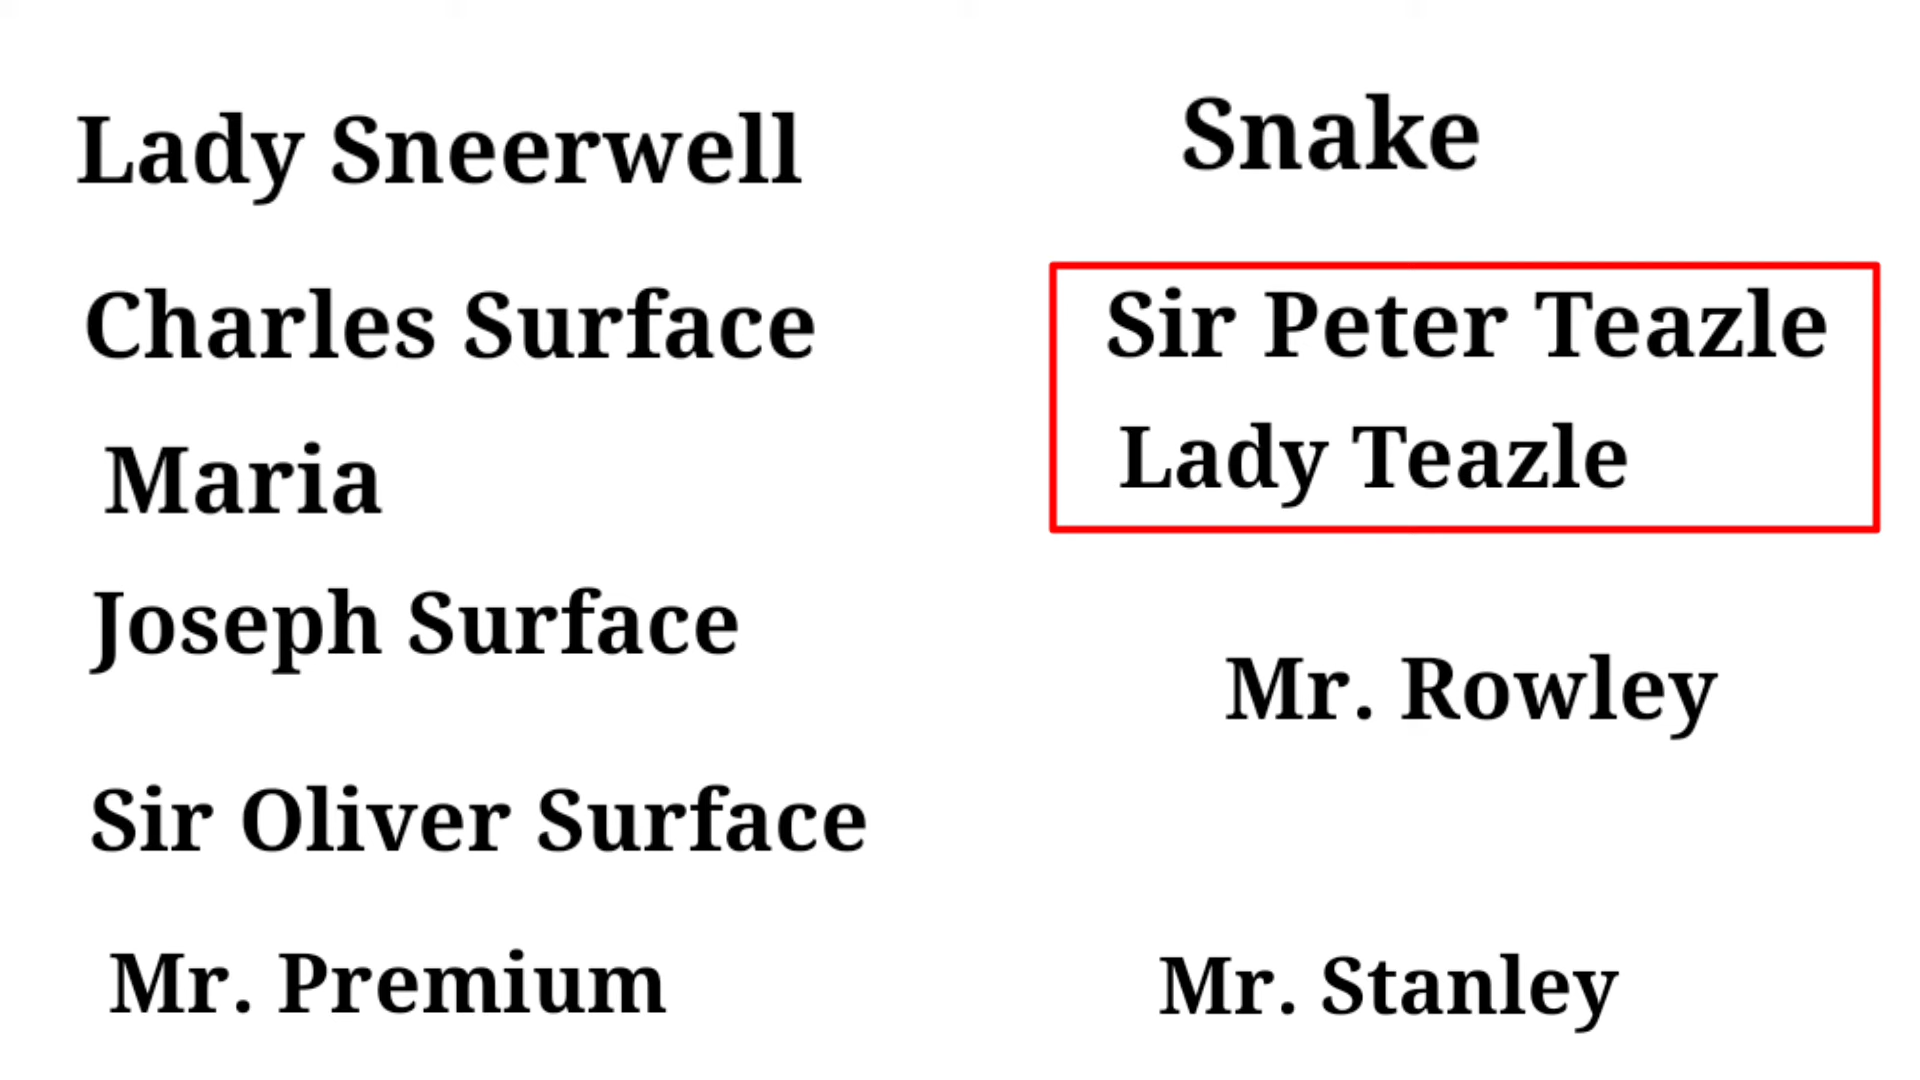 Lady Sneerwell
Charles Surface
Maria
Joseph Surface
Sir Oliver Surface
Mr. Premium
Snake
Sir Peter Teazle
Lady Teazle
Mr. Rowley
Mr. Stanley